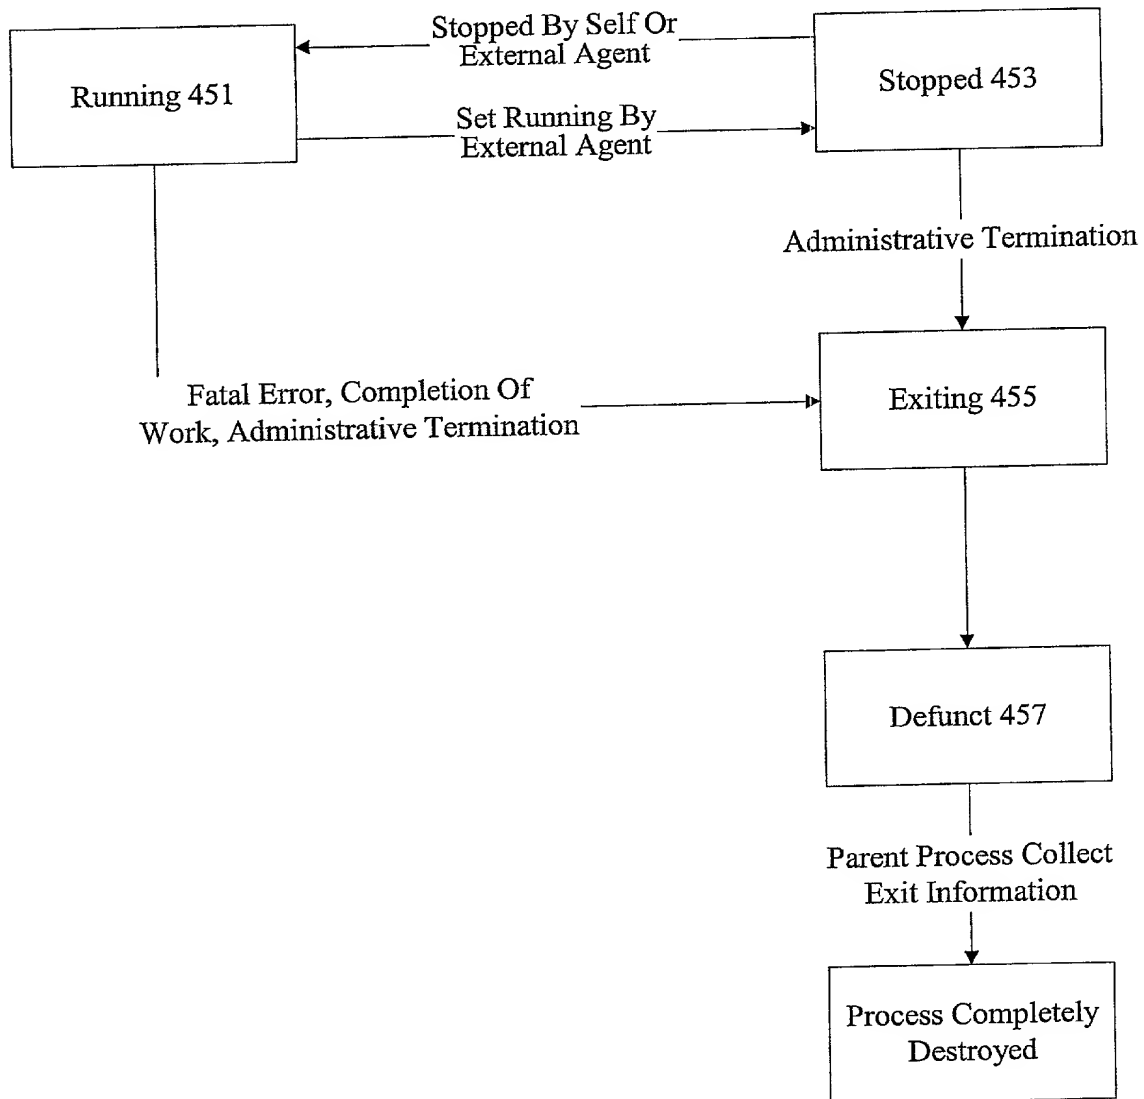 Stopped By Self Or
External Agent
Running 451
Stopped 453
Set Running By
External Agent
Administrative Termination
Fatal Error, Completion Of
Work, Administrative Termination
Exiting 455
Defunct 457
Parent Process Collect
Exit Information
Process Completely
Destroyed